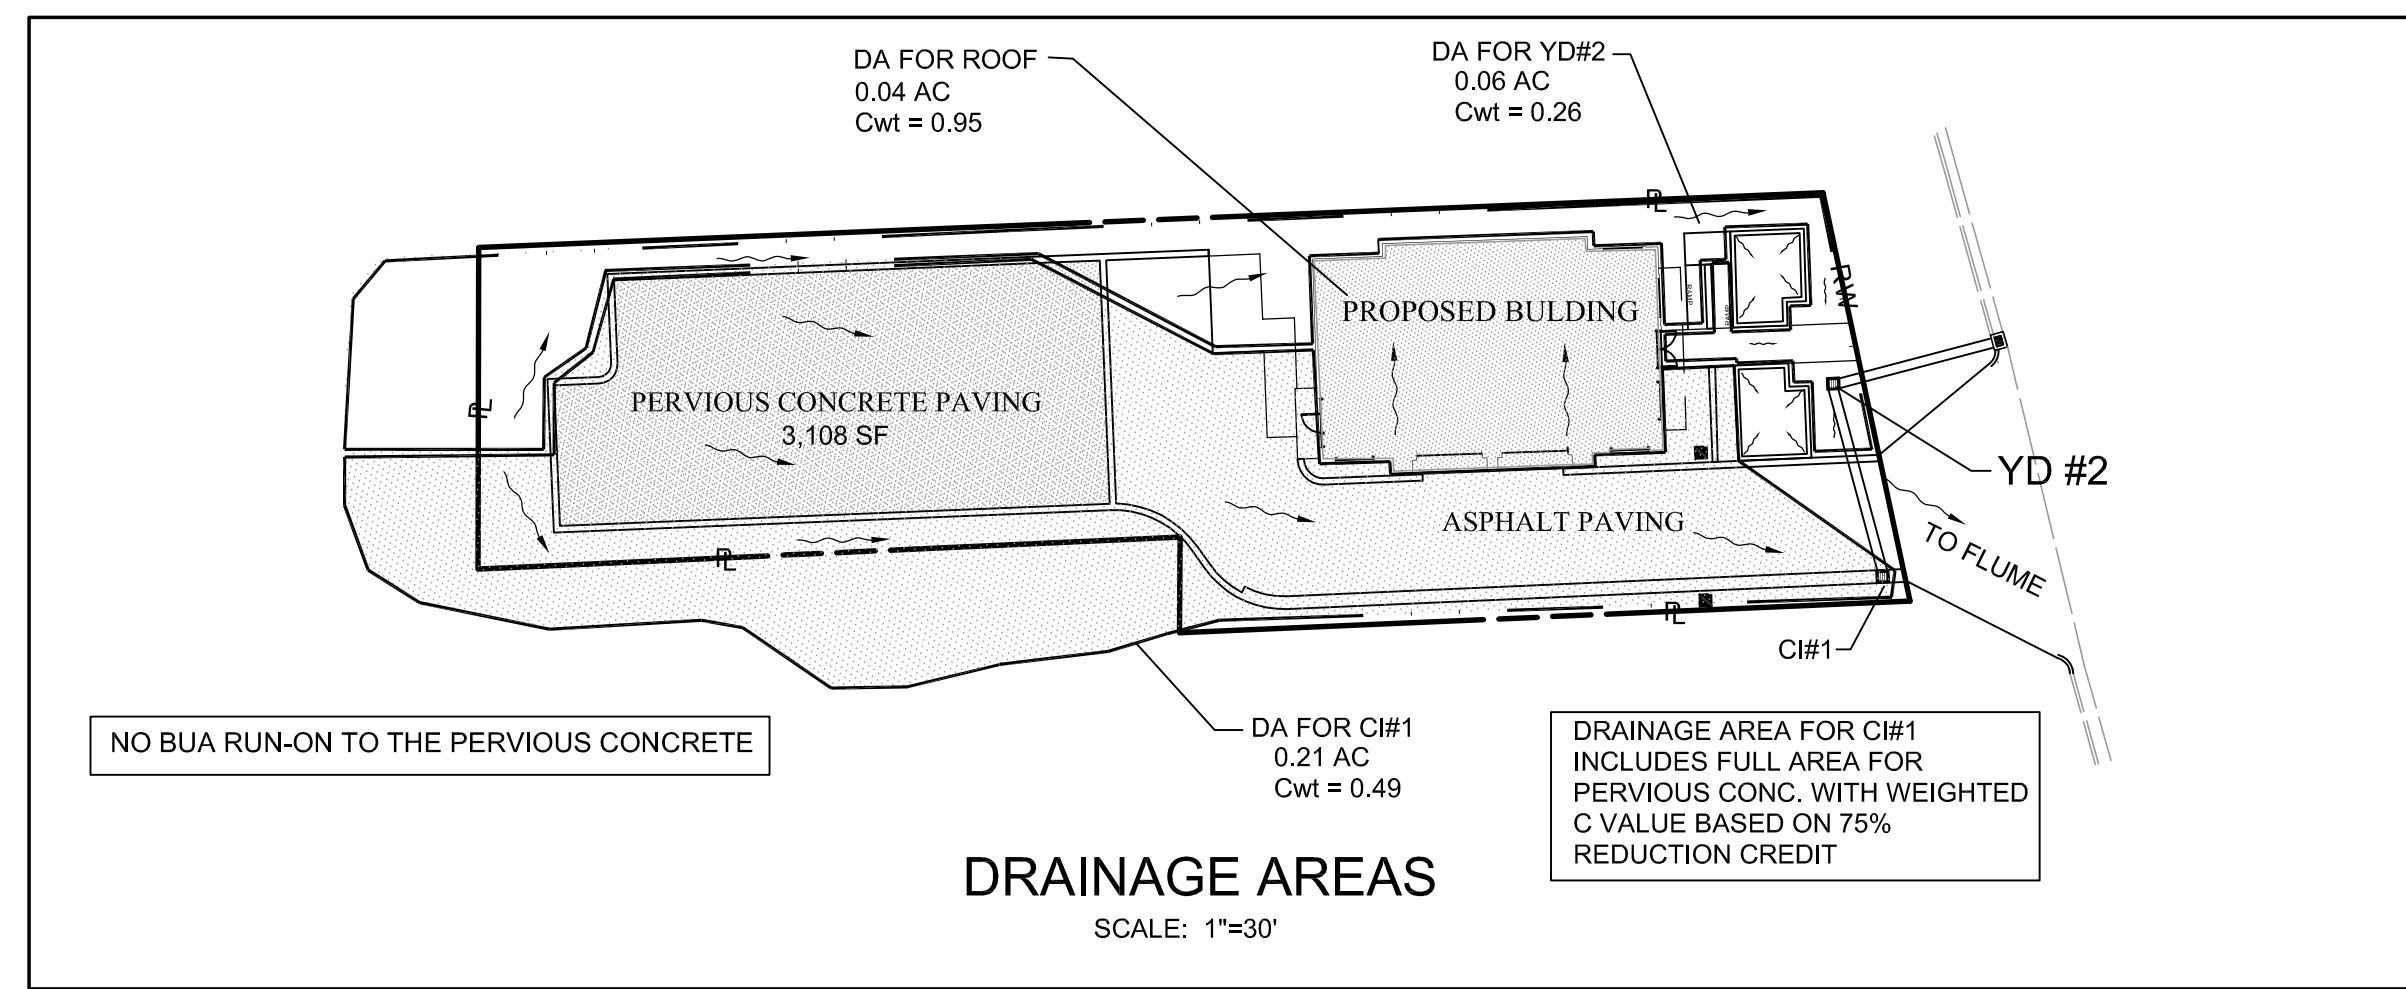 DA FOR ROOF
0.04 AC
Cwt = 0.95
DA FOR YD#2
0.06 AC
Cwt = 0.26
PL
RW
RAMP
RAMP
PROPOSED BULDING
PERVIOUS CONCRETE PAVING
3,108 SF
PL
YD #2
ASPHALT PAVING
TO FLUME
PL
PL
CI#1
DA FOR CI#1
0.21 AC
Cwt = 0.49
NO BUA RUN-ON TO THE PERVIOUS CONCRETE
DRAINAGE AREA FOR CI#1
INCLUDES FULL AREA FOR
PERVIOUS CONC. WITH WEIGHTED
C VALUE BASED ON 75%
REDUCTION CREDIT
DRAINAGE AREAS
SCALE: 1"=30'